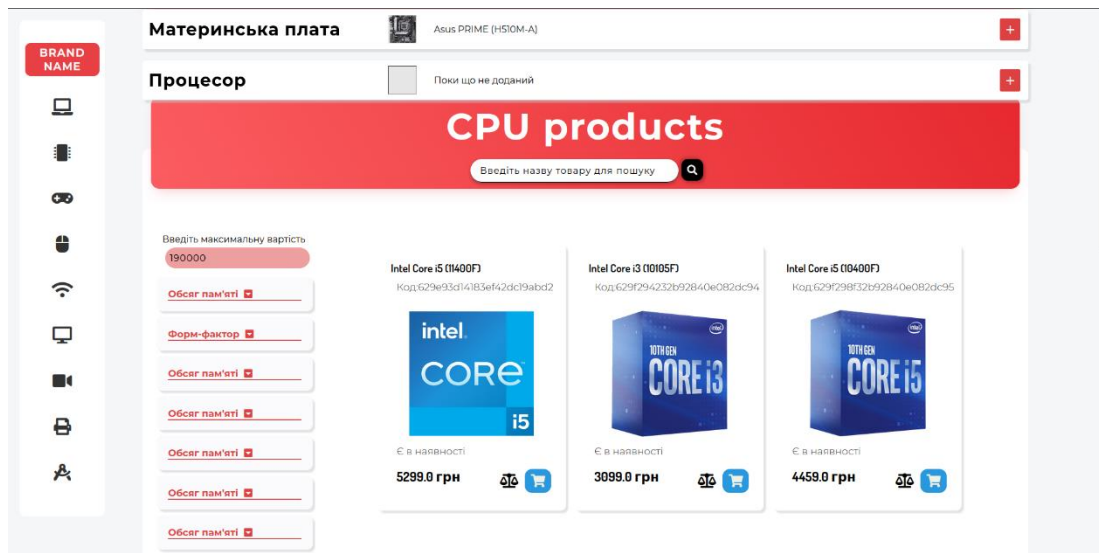 BRAND
NAME
Материнська плата
Asus PRIME (H510M-A)
+
Процесор
Поки що не доданий
+
CPU products
Введіть назву товару для пошуку
Введіть максимальну вартість
190000
Обсяг пам'яті
Форм-фактор
Обсяг пам'яті
Обсяг пам'яті
Обсяг пам'яті
Обсяг пам'яті
Обсяг пам'яті
Intel Core i5 (11400F)
Код:629e93d14183ef42dc19abd2
intel.
CORE
i5
Є в наявності
5299.0 грн
Intel Core i3 (10105F)
Код:629f294232b92840e082dc94
intel
10TH GEN
CORE i3
Є в наявності
3099.0 грн
Intel Core i5 (10400F)
Код:629f298f32b92840e082dc95
intel
10TH GEN
CORE i5
Є в наявності
4459.0 грн